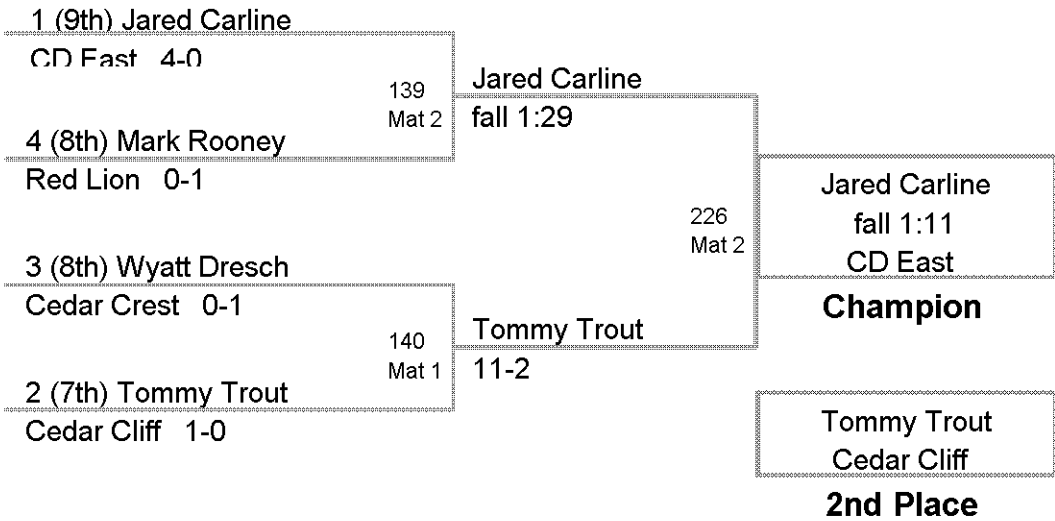 1 (9th) Jared Carline
CD East 4-0
139
Mat 2
Jared Carline
fall 1:29
4 (8th) Mark Rooney
Red Lion 0-1
226
Mat 2
Jared Carline
fall 1:11
CD East
Champion
3 (8th) Wyatt Dresch
Cedar Crest 0-1
140
Mat 1
Tommy Trout
11-2
2 (7th) Tommy Trout
Cedar Cliff 1-0
Tommy Trout
Cedar Cliff
2nd Place